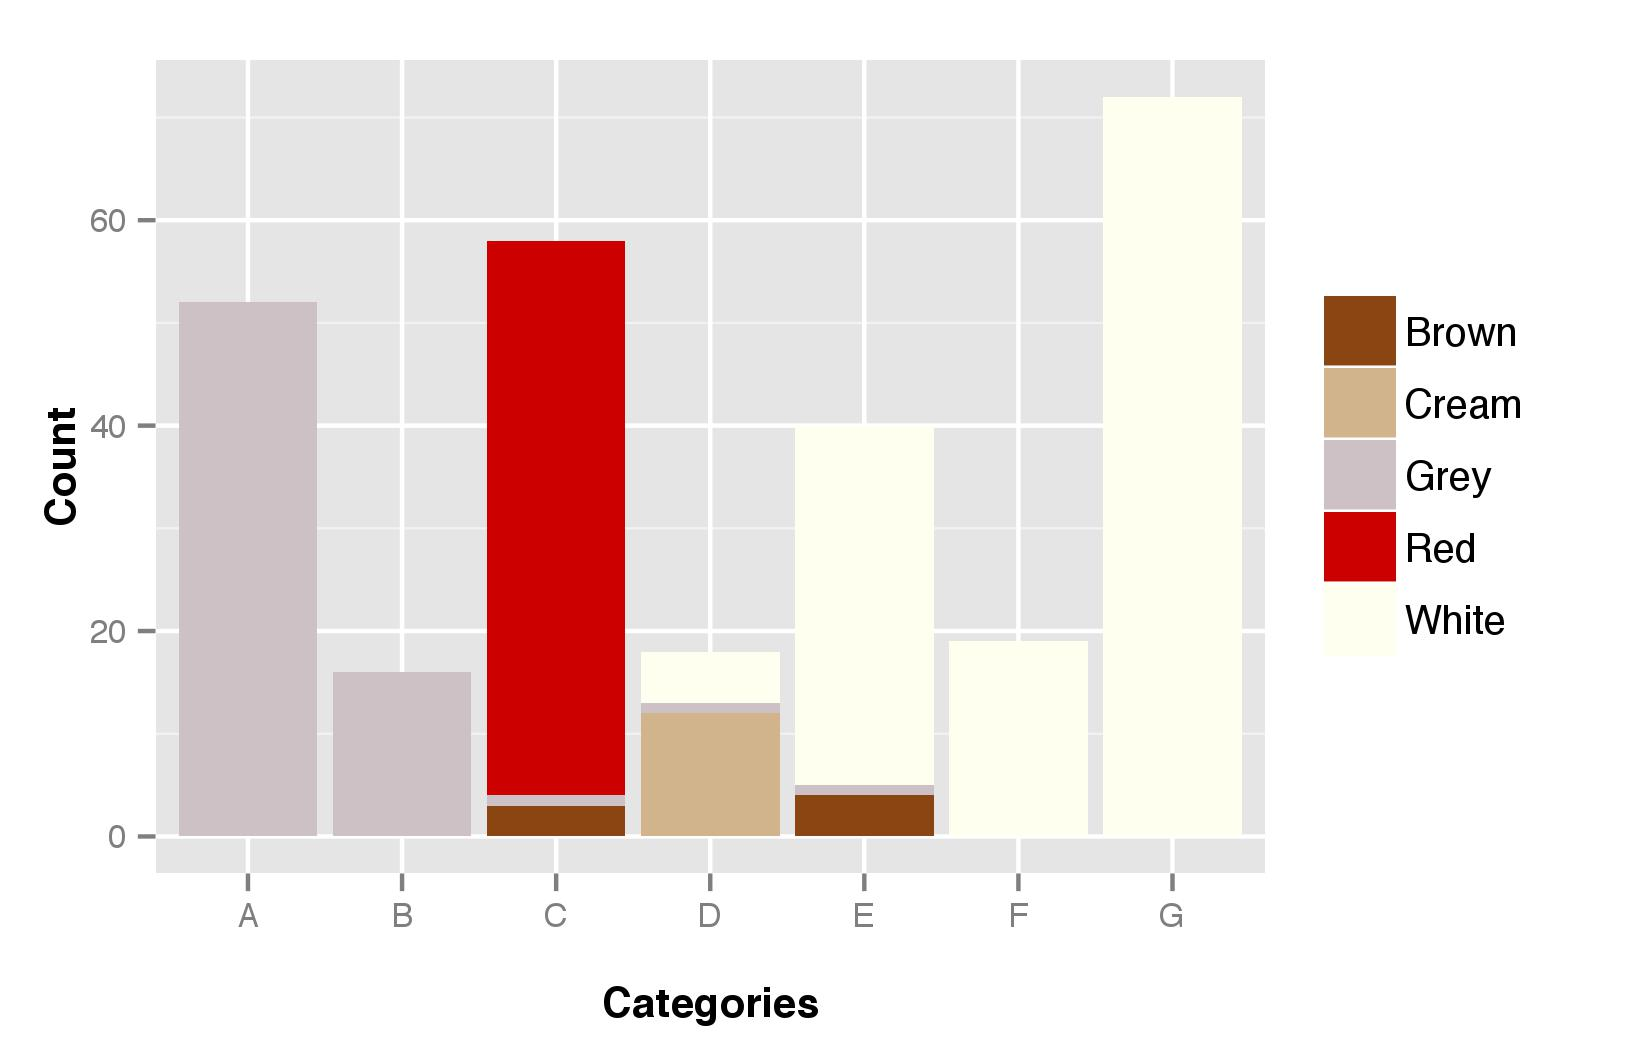 60
40
20
0
Count
A B C D E F G
Categories
Brown
Cream
Grey
Red
White